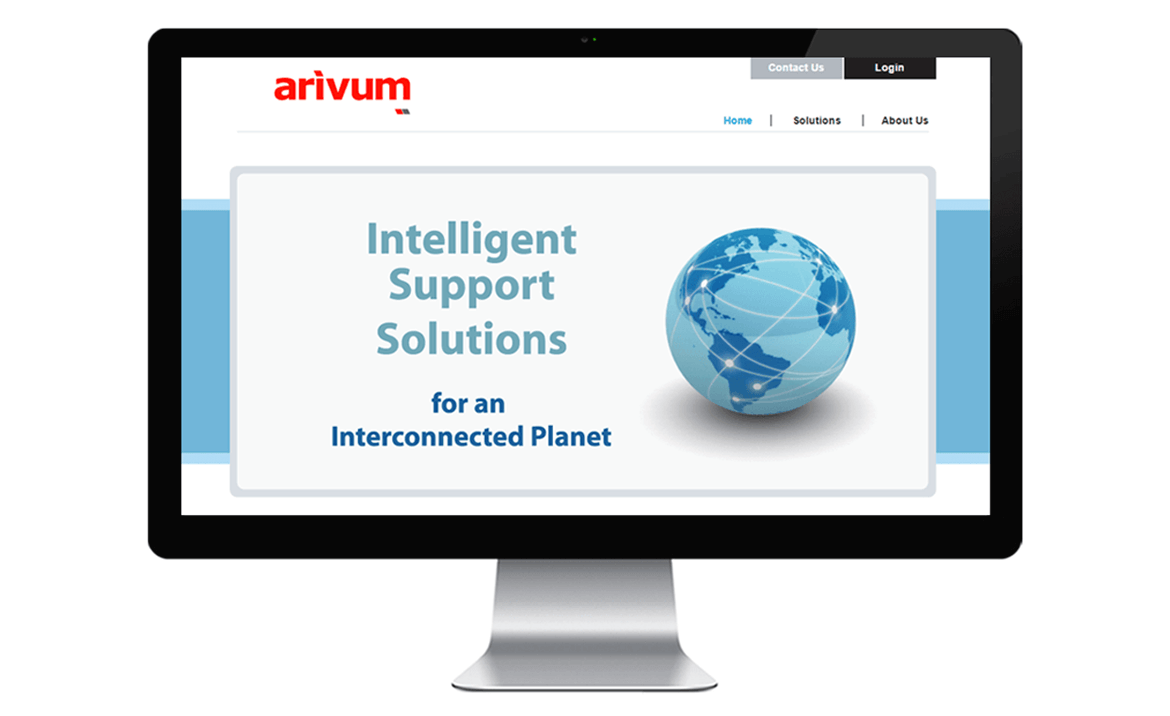 Contact Us
Login
arivum
Home | Solutions | About Us
Intelligent
Support
Solutions
for an
Interconnected Planet